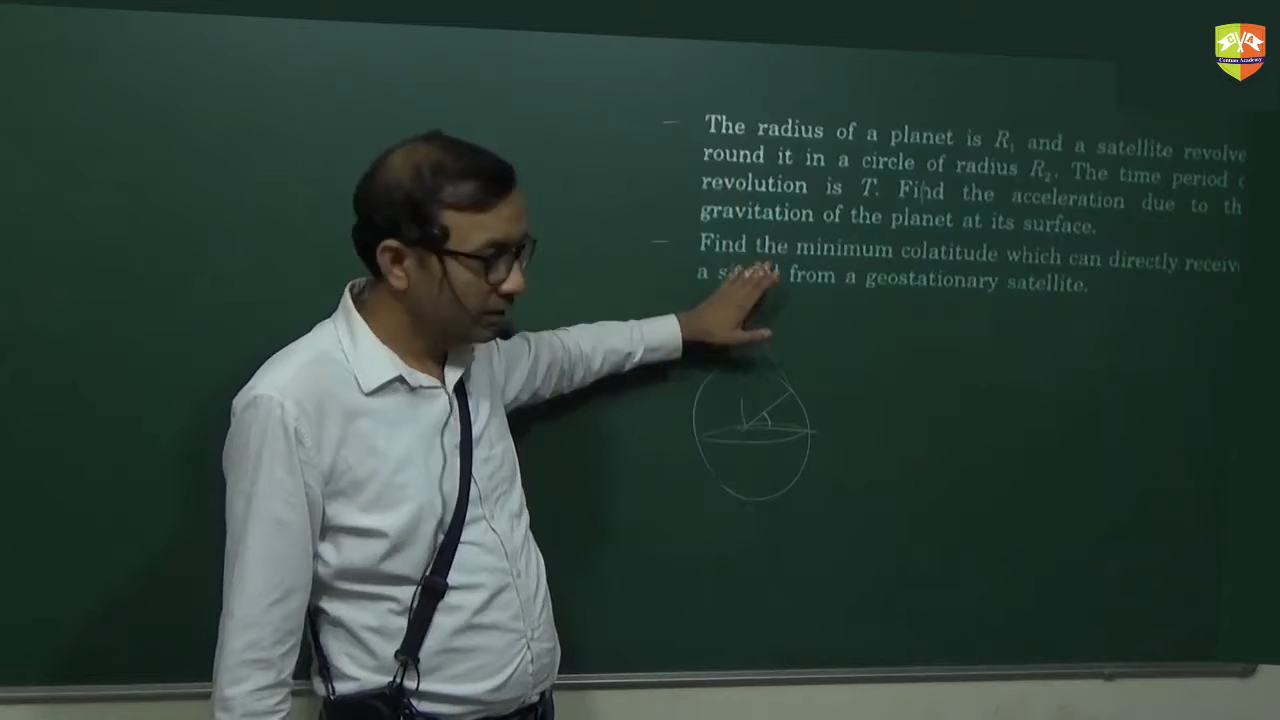 The radius of a planet is R₁ and a satellite revolve
round it in a circle of radius R₂. The time period
revolution is T. Find the acceleration due to th
gravitation of the planet at its surface.
Find the minimum colatitude which can directly receiv
a from a geostationary satellite.
Centum Academy